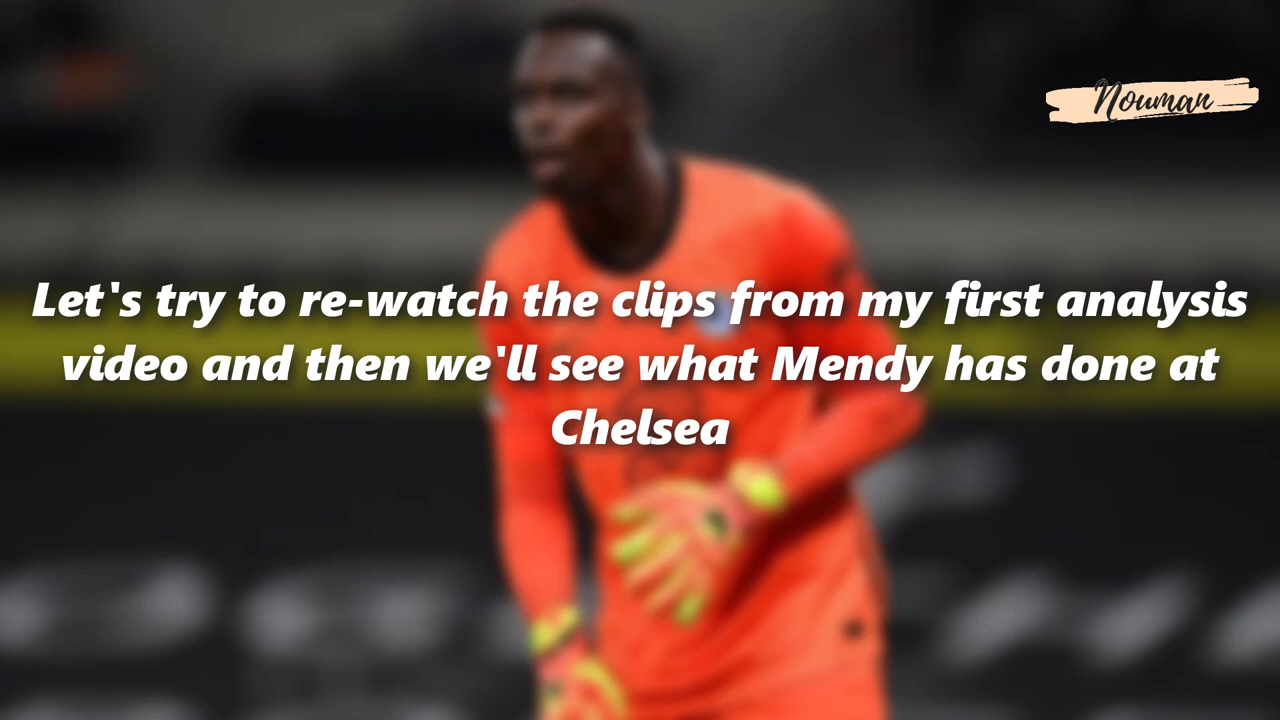 Nouman
Let's try to re-watch the clips from my first analysis
video and then we'll see what Mendy has done at
Chelsea